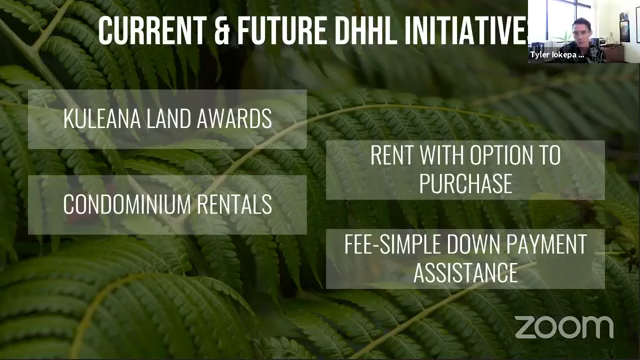 CURRENT & FUTURE DHHL INITIATIVE
Tyler Iokepa ...
KULEANA LAND AWARDS
RENT WITH OPTION TO
PURCHASE
CONDOMINIUM RENTALS
FEE-SIMPLE DOWN PAYMENT
ASSISTANCE
zoom